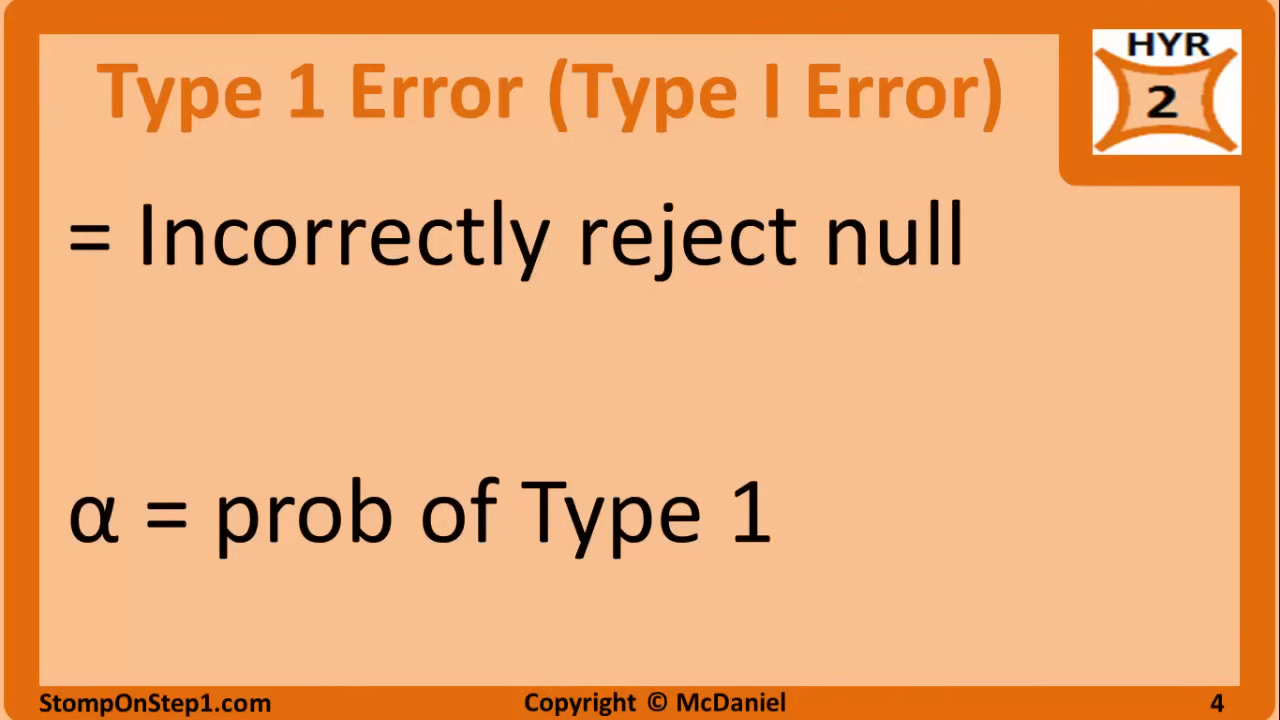 Type 1 Error (Type I Error)
HYR
2
= Incorrectly reject null
α = prob of Type 1
StompOnStep1.com
Copyright © McDaniel
4